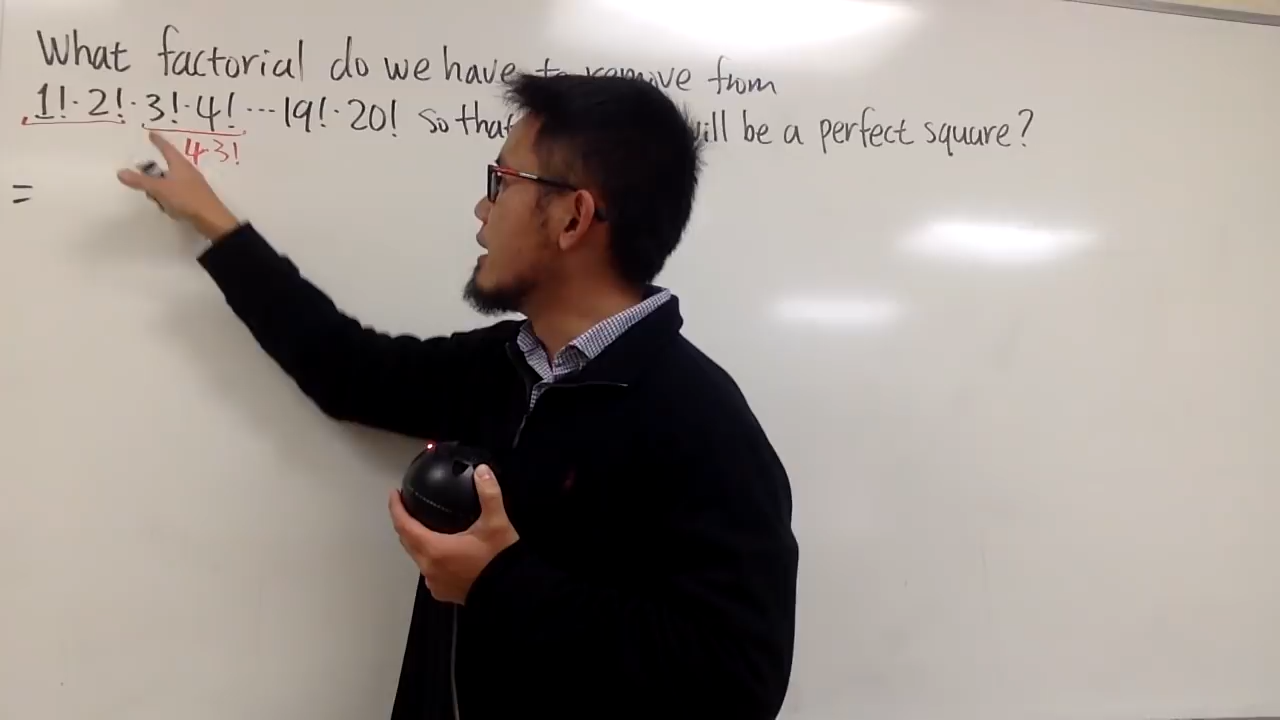 What factorial do we have to remove from
1!·2!·3!·4!···19!·20! so that will be a perfect square?
4·3!
=